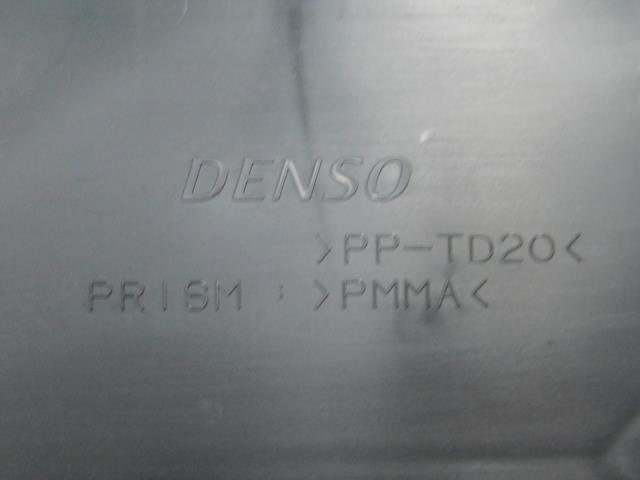 DENSO
>PP-TD20<
PRISM : >PMMA<